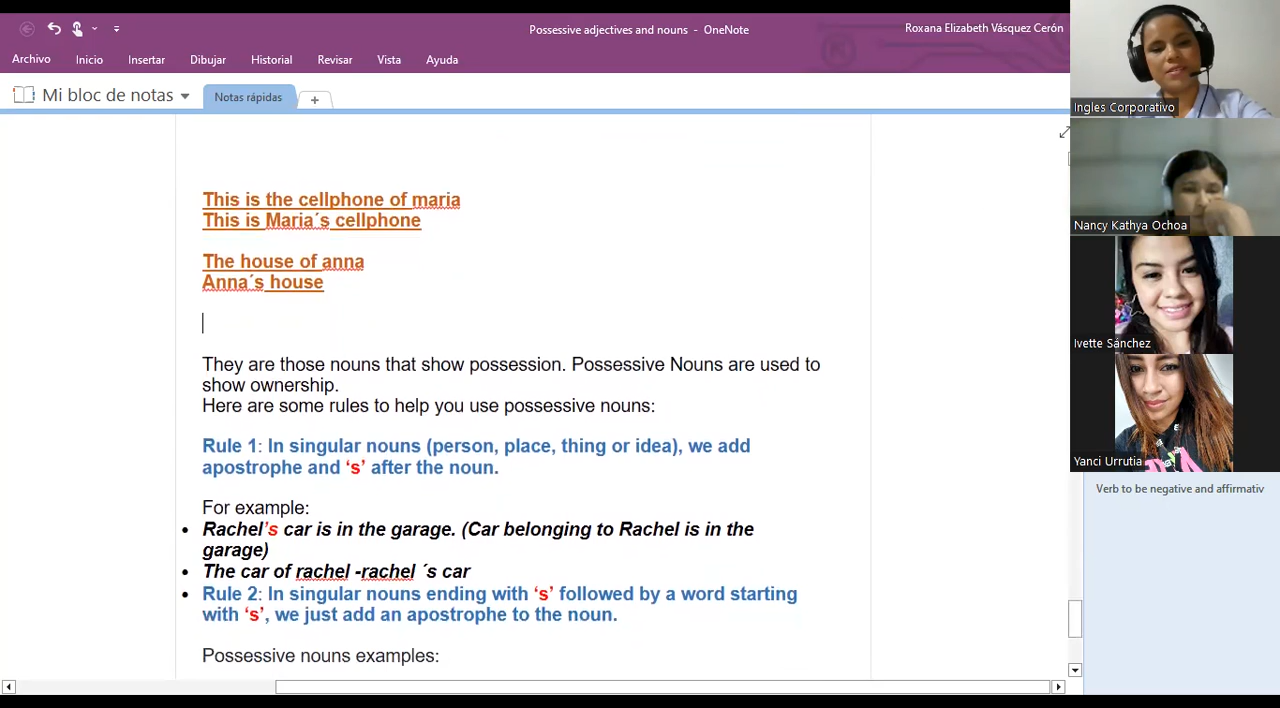 Possessive adjectives and nouns - OneNote
Roxana Elizabeth Vásquez Cerón
Archivo Inicio Insertar Dibujar Historial Revisar Vista Ayuda
Mi bloc de notas
Notas rápidas
+
This is the cellphone of maria
This is Maria´s cellphone
The house of anna
Anna´s house
They are those nouns that show possession. Possessive Nouns are used to
show ownership.
Here are some rules to help you use possessive nouns:
Rule 1: In singular nouns (person, place, thing or idea), we add
apostrophe and ‘s’ after the noun.
For example:
• Rachel’s car is in the garage. (Car belonging to Rachel is in the
garage)
• The car of rachel -rachel ´s car
• Rule 2: In singular nouns ending with ‘s’ followed by a word starting
with ‘s’, we just add an apostrophe to the noun.
Possessive nouns examples:
Ingles Corporativo
Nancy Kathya Ochoa
Ivette Sánchez
Yanci Urrutia
Verb to be negative and affirmativ